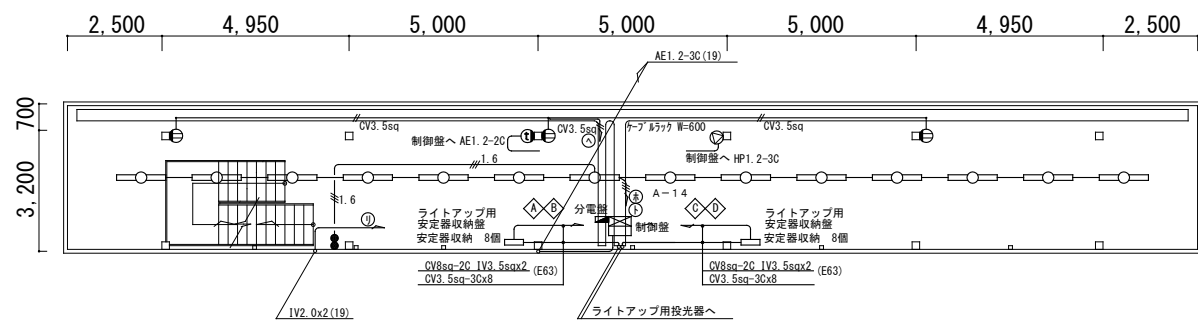 2,500 4,950 5,000 5,000 5,000 4,950 2,500
AE1.2-3C(19)
700
3,200
CV3.5sq
CV3.5sq
ケーブルラック W=600
CV3.5sq
制御盤へ AE1.2-2C
t
ヘ
制御盤へ HP1.2-3C
1.6
1.6
A-14
ホ
ト
リ
A B
分電盤
制御盤
C D
ライトアップ用
安定器収納盤
安定器収納 8個
ライトアップ用
安定器収納盤
安定器収納 8個
CV8sq-2C IV3.5sqx2 (E63)
CV3.5sq-3Cx8
CV8sq-2C IV3.5sqx2 (E63)
CV3.5sq-3Cx8
IV2.0x2(19)
ライトアップ用投光器へ